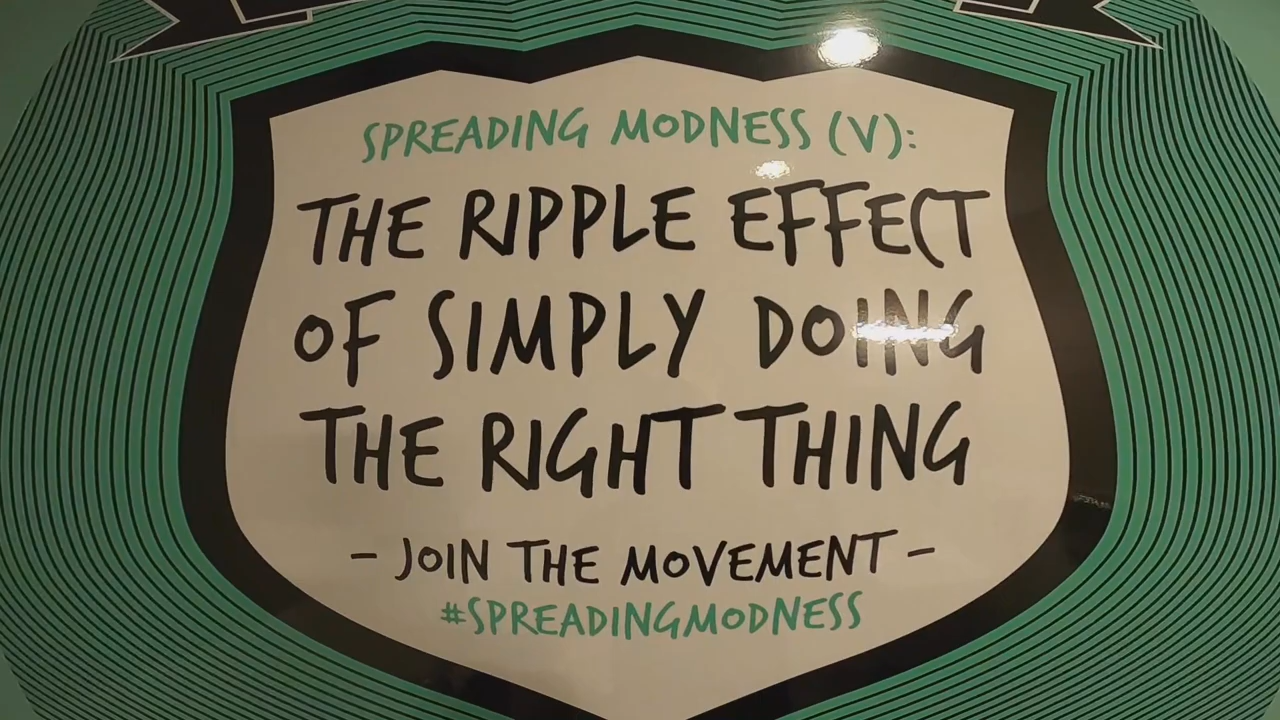 SPREADING MODNESS (V):
THE RIPPLE EFFECT
OF SIMPLY DOING
THE RIGHT THING
- JOIN THE MOVEMENT -
#SPREADINGMODNESS